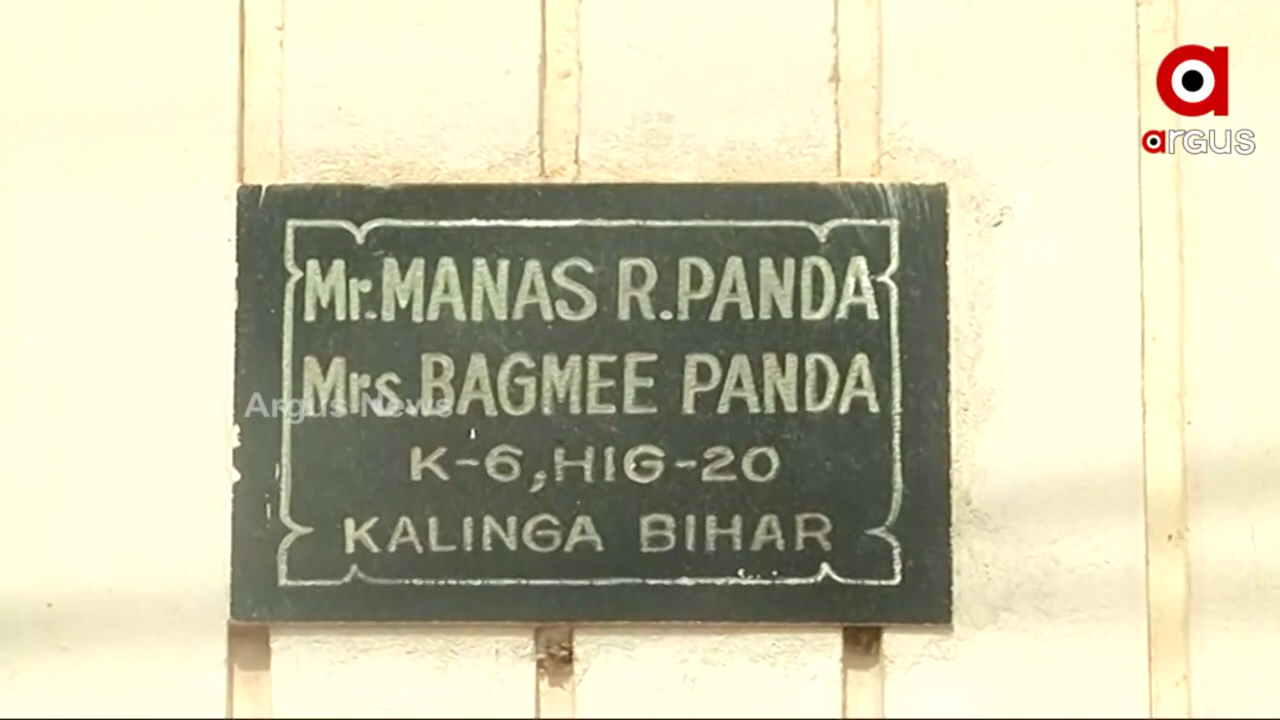 argus
Mr.MANAS R.PANDA
Mrs.BAGMEE PANDA
Argus News
K-6,HIG-20
KALINGA BIHAR